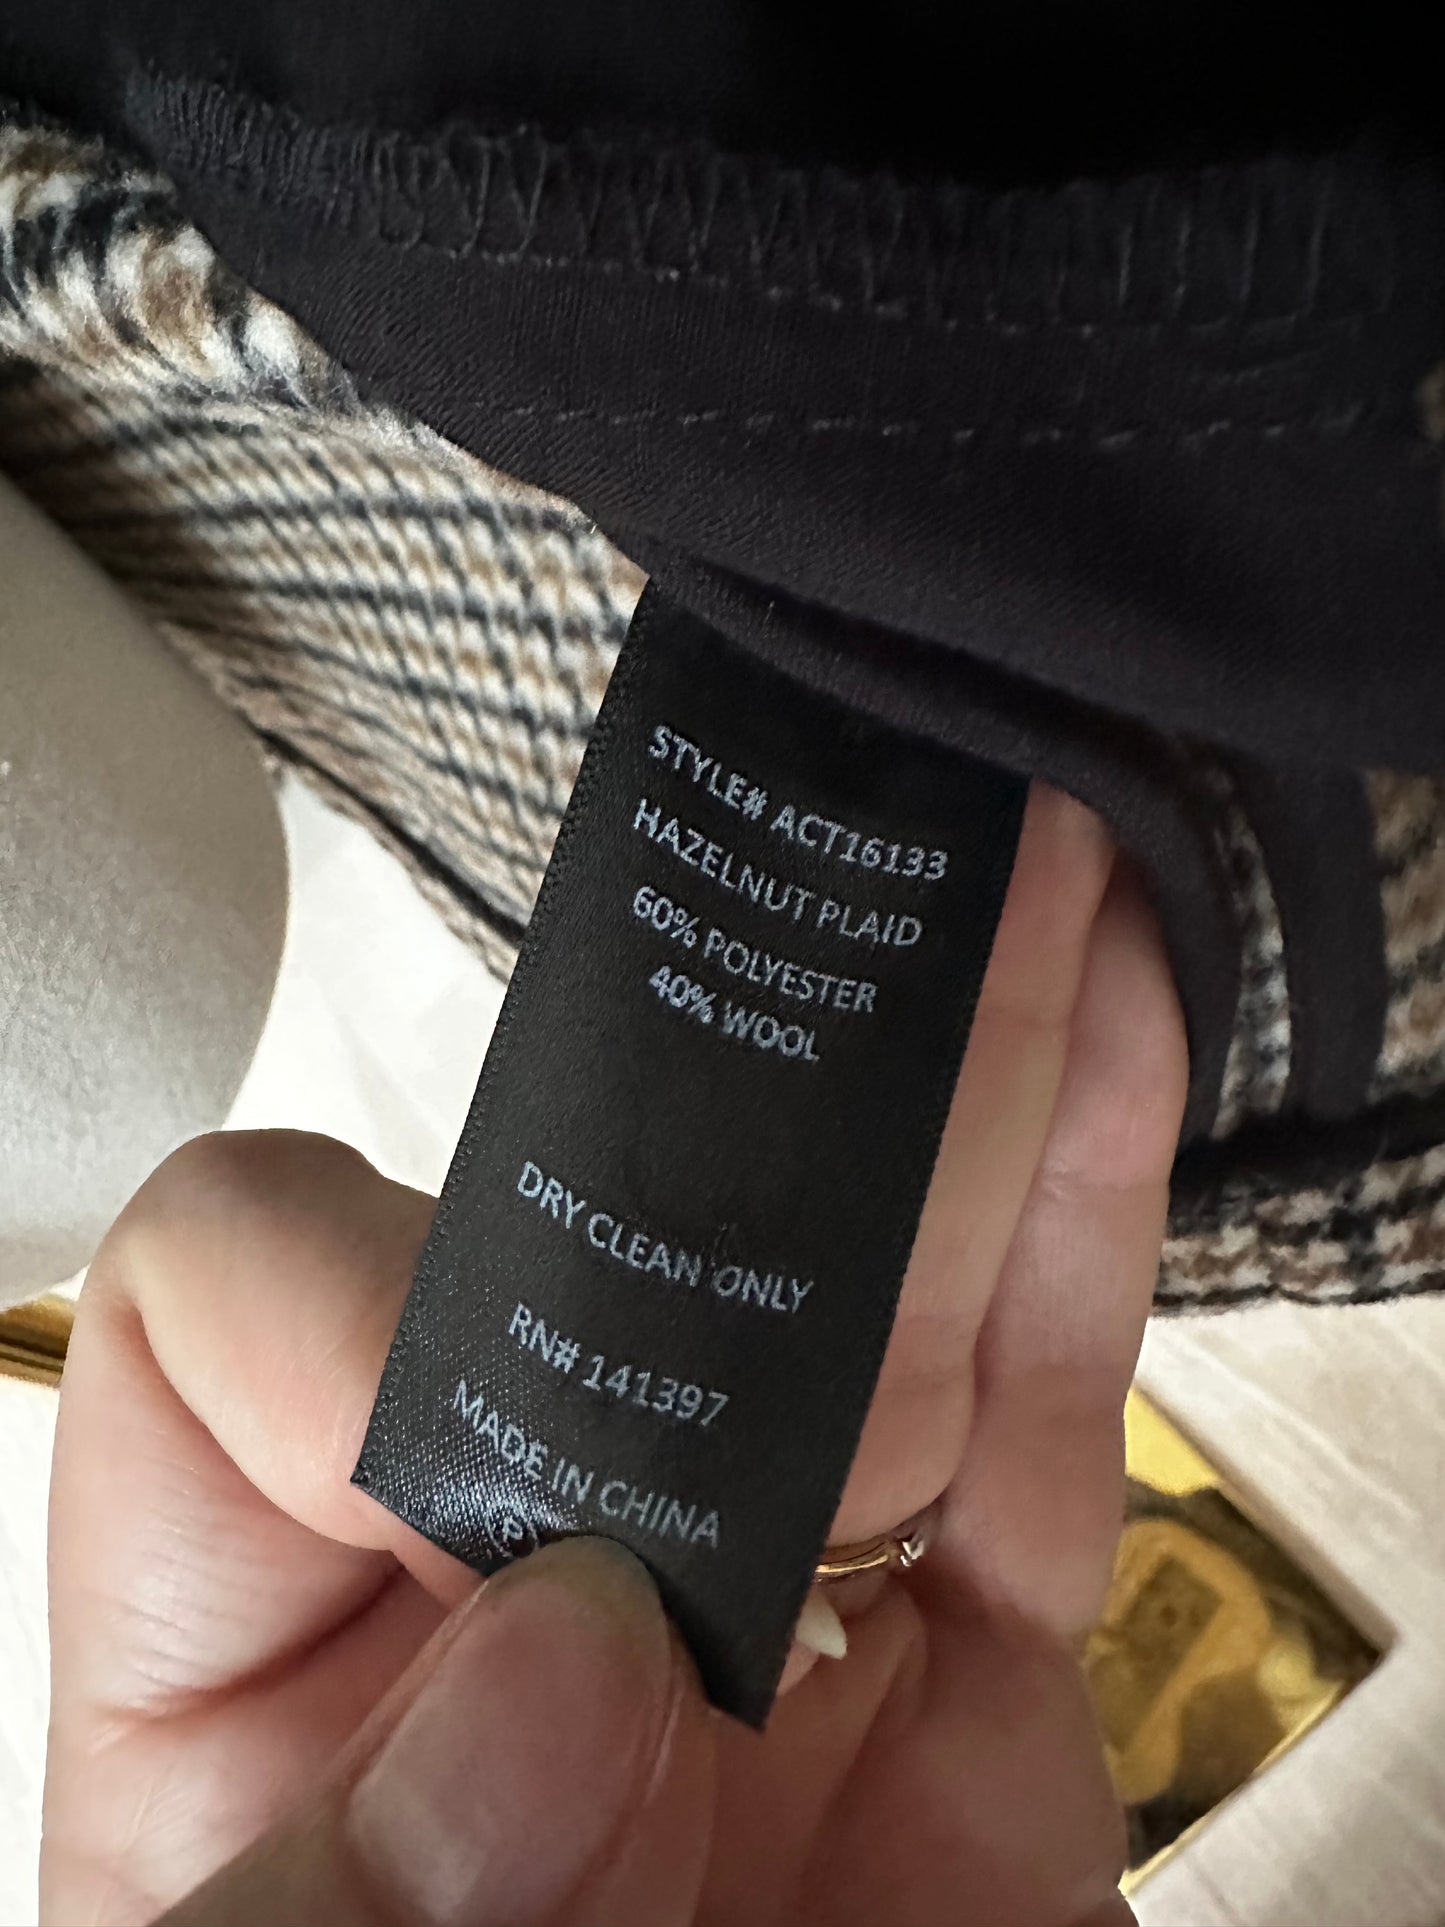 STYLE# ACT16133
HAZELNUT PLAID
60% POLYESTER
40% WOOL
DRY CLEAN ONLY
RN# 141397
MADE IN CHINA